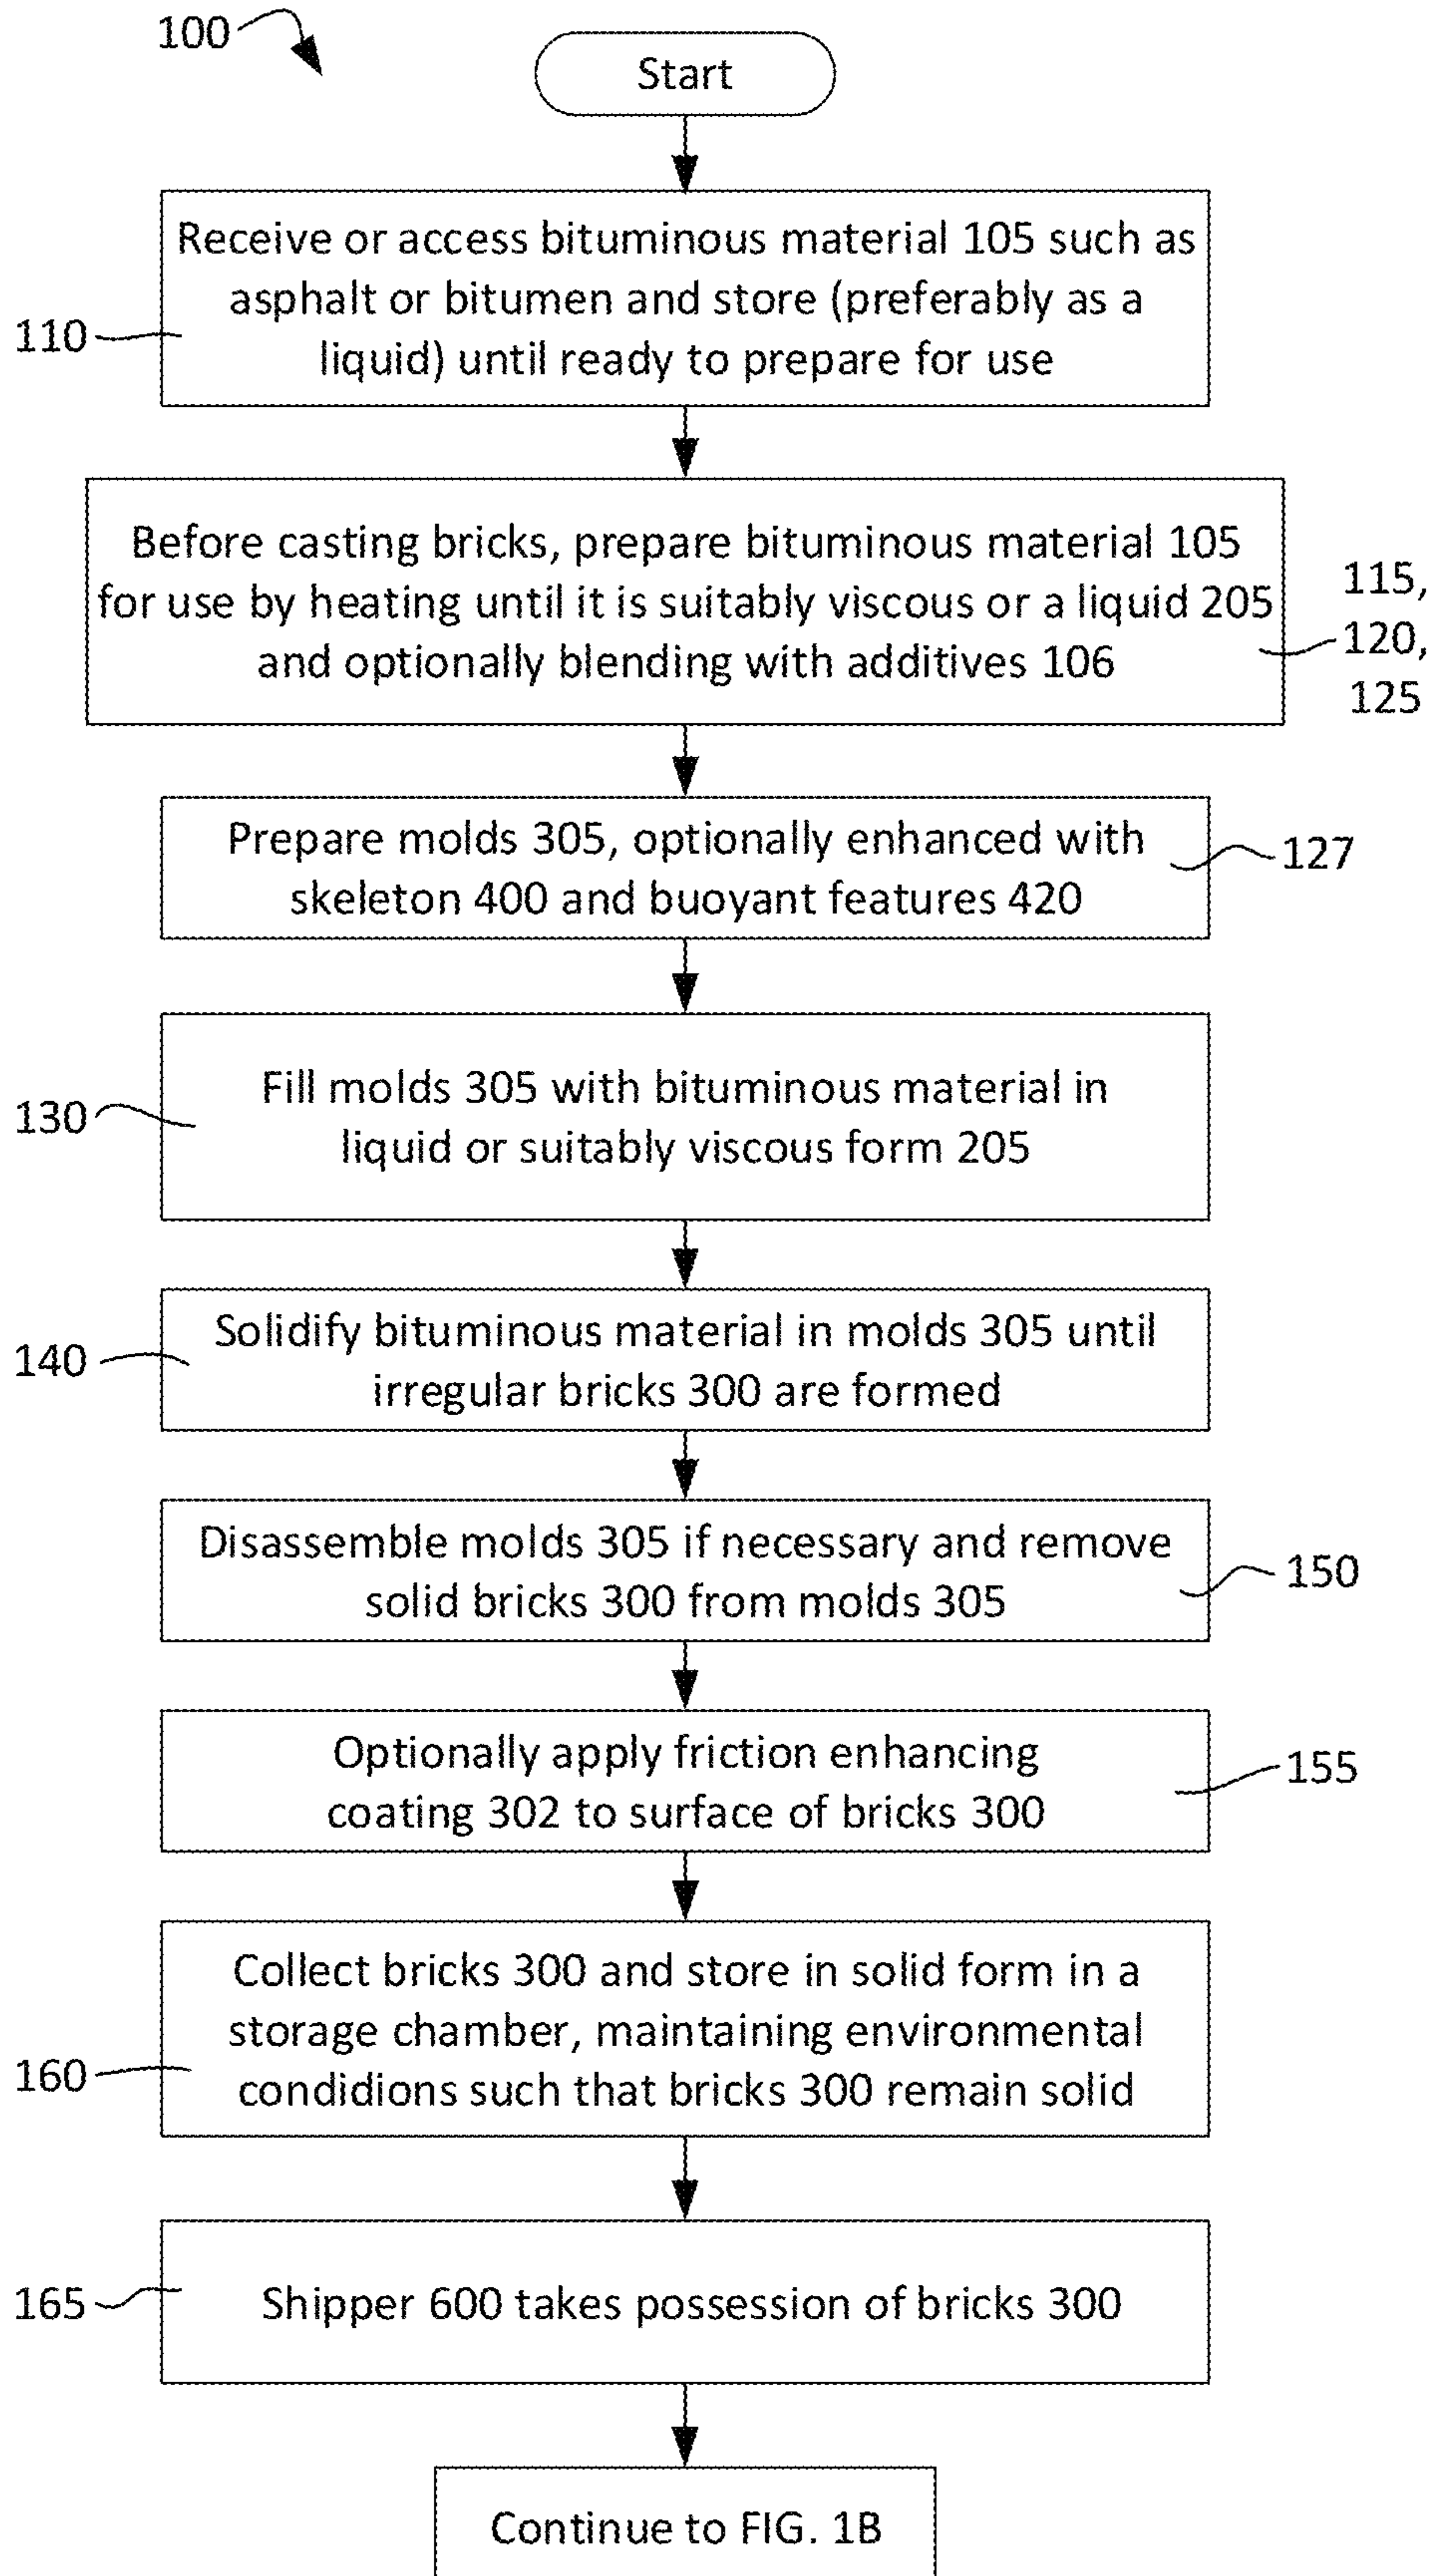 100
Start
Receive or access bituminous material 105 such as
asphalt or bitumen and store (preferably as a
liquid) until ready to prepare for use
110
Before casting bricks, prepare bituminous material 105
for use by heating until it is suitably viscous or a liquid 205
and optionally blending with additives 106
115,
120,
125
Prepare molds 305, optionally enhanced with
skeleton 400 and buoyant features 420
127
Fill molds 305 with bituminous material in
liquid or suitably viscous form 205
130
Solidify bituminous material in molds 305 until
irregular bricks 300 are formed
140
Disassemble molds 305 if necessary and remove
solid bricks 300 from molds 305
150
Optionally apply friction enhancing
coating 302 to surface of bricks 300
155
Collect bricks 300 and store in solid form in a
storage chamber, maintaining environmental
condidions such that bricks 300 remain solid
160
Shipper 600 takes possession of bricks 300
165
Continue to FIG. 1B